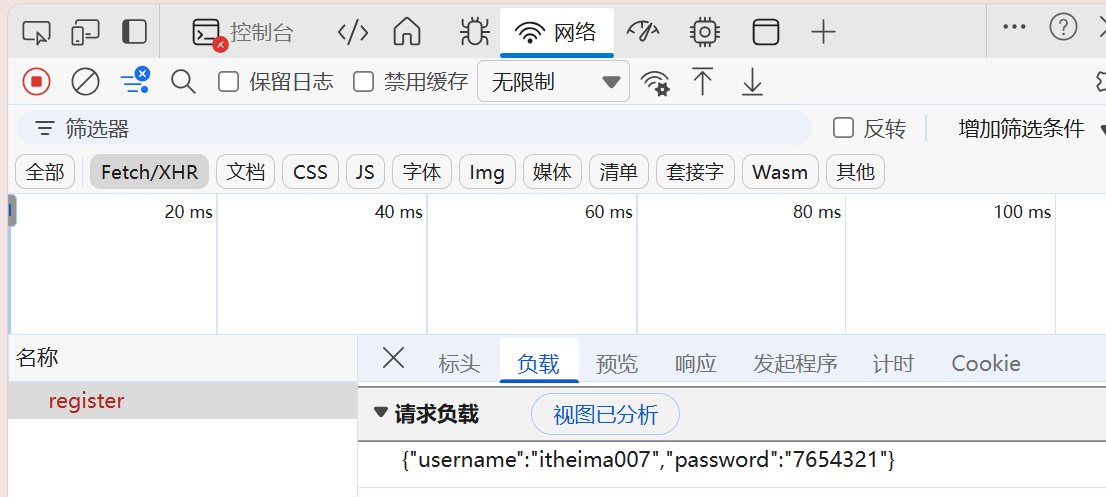 控制台 网络
保留日志 禁用缓存 无限制
筛选器 反转 增加筛选条件
全部 Fetch/XHR 文档 CSS JS 字体 Img 媒体 清单 套接字 Wasm 其他
20 ms 40 ms 60 ms 80 ms 100 ms
名称
标头 负载 预览 响应 发起程序 计时 Cookie
register
请求负载 视图已分析
{"username":"itheima007","password":"7654321"}